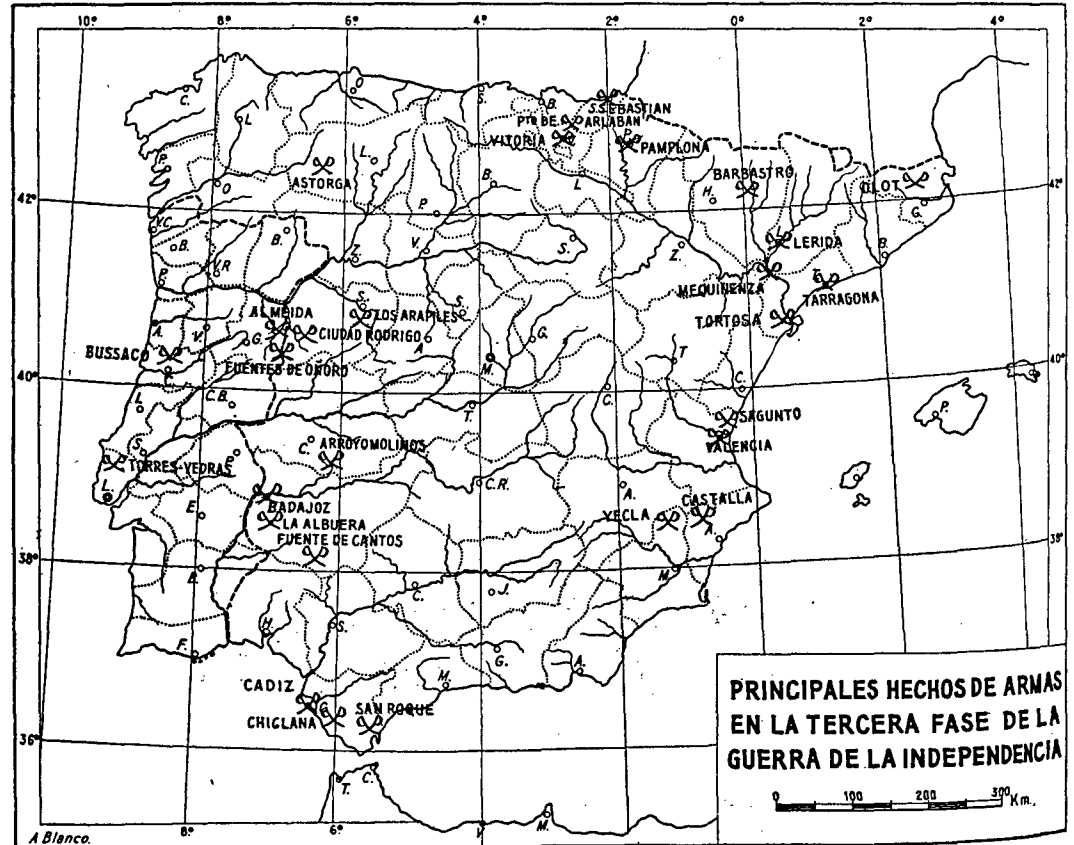 10° 8° 6° 4° 2° 0° 2° 4°
C. O S. B. S.SEBASTIAN
L. PTO DE ARLABAN
VITORIA P. PAMPLONA
P. ASTORGA L. BARBASTRO OLOT
O B. L H. G.
42° 42°
V.C. P.
B. B. Z. V. S. Z. L. LERIDA B.
P. V.R. MEQUINENZA T. TARRAGONA
ALMEIDA S. LOS ARAPILES S. TORTOSA
A. V. G. CIUDAD RODRIGO A G.
BUSSACO FUENTES DE OÑORO M. T
40° 40°
C. C.B. T. C. C. P.
L. SAGUNTO
S. C. ARROYOMOLINOS VALENCIA
TORRES-VEDRAS P.
L. C.R. A. CASTALLA
E. BADAJOZ YECLA
LA ALBUERA A.
FUENTE DE CANTOS
38° 38°
B. M.
C. J.
H. S.
F. G. A.
CADIZ M.
CHICLANA C. SAN ROQUE
36°
T. C.
8° 6° V. M.
PRINCIPALES HECHOS DE ARMAS
EN LA TERCERA FASE DE LA
GUERRA DE LA INDEPENDENCIA
0 100 200 300 Km.,
A Blanco.